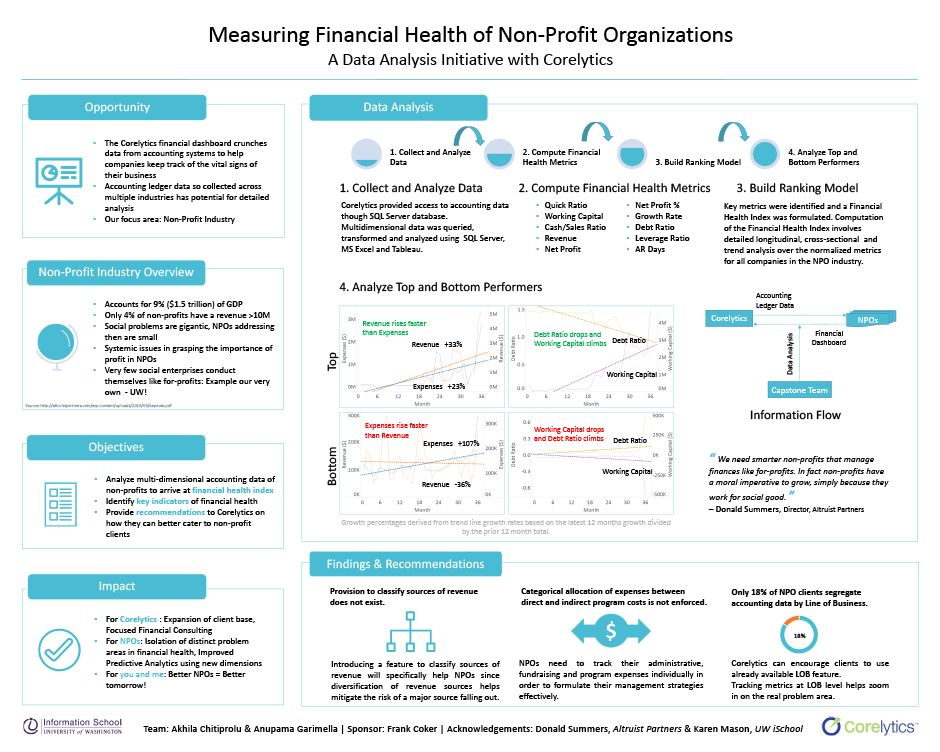 Measuring Financial Health of Non-Profit Organizations
A Data Analysis Initiative with Corelytics
Opportunity
• The Corelytics financial dashboard crunches
data from accounting systems to help
companies keep track of the vital signs of
their business
• Accounting ledger data so collected across
multiple industries has potential for detailed
analysis
• Our focus area: Non-Profit Industry
Non-Profit Industry Overview
• Accounts for 9% ($1.5 trillion) of GDP
• Only 4% of non-profits have a revenue >10M
• Social problems are gigantic, NPOs addressing
then are small
• Systemic issues in grasping the importance of
profit in NPOs
• Very few social enterprises conduct
themselves like for-profits: Example our very
own - UW!
Objectives
• Analyze multi-dimensional accounting data of
non-profits to arrive at financial health index
• Identify key indicators of financial health
• Provide recommendations to Corelytics on
how they can better cater to non-profit
clients
Impact
• For Corelytics : Expansion of client base,
Focused Financial Consulting
• For NPOs: Isolation of distinct problem
areas in financial health, Improved
Predictive Analytics using new dimensions
• For you and me: Better NPOs = Better
tomorrow!
Data Analysis
1. Collect and Analyze
Data
2. Compute Financial
Health Metrics
3. Build Ranking Model
4. Analyze Top and
Bottom Performers
1. Collect and Analyze Data
Corelytics provided access to accounting data
though SQL Server database.
Multidimensional data was queried,
transformed and analyzed using SQL Server,
MS Excel and Tableau.
2. Compute Financial Health Metrics
• Quick Ratio
• Working Capital
• Cash/Sales Ratio
• Revenue
• Net Profit
• Net Profit %
• Growth Rate
• Debt Ratio
• Leverage Ratio
• AR Days
3. Build Ranking Model
Key metrics were identified and a Financial
Health Index was formulated. Computation
of the Financial Health Index involves
detailed longitudinal, cross-sectional and
trend analysis over the normalized metrics
for all companies in the NPO industry.
4. Analyze Top and Bottom Performers
Top
Revenue rises faster
than Expenses
Revenue +33%
Expenses +23%
Expenses ($)
3M
2M
1M
0M
Revenue ($)
5M
4M
3M
2M
1M
0M
0 6 12 18 24 30 36
Month
Debt Ratio drops and
Working Capital climbs
Debt Ratio
Working Capital
Debt Ratio
1.5
1.0
0.5
0.0
Working Capital ($)
4M
3M
2M
1M
0M
0 6 12 18 24 30 36
Month
Bottom
Expenses rise faster
than Revenue
Expenses +107%
Revenue -36%
Revenue ($)
300K
200K
100K
0K
Expenses ($)
300K
200K
100K
0K
0 6 12 18 24 30 36
Month
Working Capital drops
and Debt Ratio climbs
Debt Ratio
Working Capital
Debt Ratio
0.6
0.3
0.0
-0.3
-0.6
Working Capital ($)
500K
250K
0K
-250K
-500K
0 6 12 18 24 30 36
Month
Growth percentages derived from trend line growth rates based on the latest 12 months growth divided
by the prior 12 month total.
Accounting
Ledger Data
Corelytics
NPOs
Financial
Dashboard
Data Analysis
Capstone Team
Information Flow
“ We need smarter non-profits that manage
finances like for-profits. In fact non-profits have
a moral imperative to grow, simply because they
work for social good. ”
– Donald Summers, Director, Altruist Partners
Findings & Recommendations
Provision to classify sources of revenue
does not exist.
Introducing a feature to classify sources of
revenue will specifically help NPOs since
diversification of revenue sources helps
mitigate the risk of a major source falling out.
Categorical allocation of expenses between
direct and indirect program costs is not enforced.
$
NPOs need to track their administrative,
fundraising and program expenses individually in
order to formulate their management strategies
effectively.
Only 18% of NPO clients segregate
accounting data by Line of Business.
18%
Corelytics can encourage clients to use
already available LOB feature.
Tracking metrics at LOB level helps zoom
in on the real problem area.
Information School
UNIVERSITY of WASHINGTON
Team: Akhila Chitiprolu & Anupama Garimella | Sponsor: Frank Coker | Acknowledgements: Donald Summers, Altruist Partners & Karen Mason, UW iSchool
Corelytics™